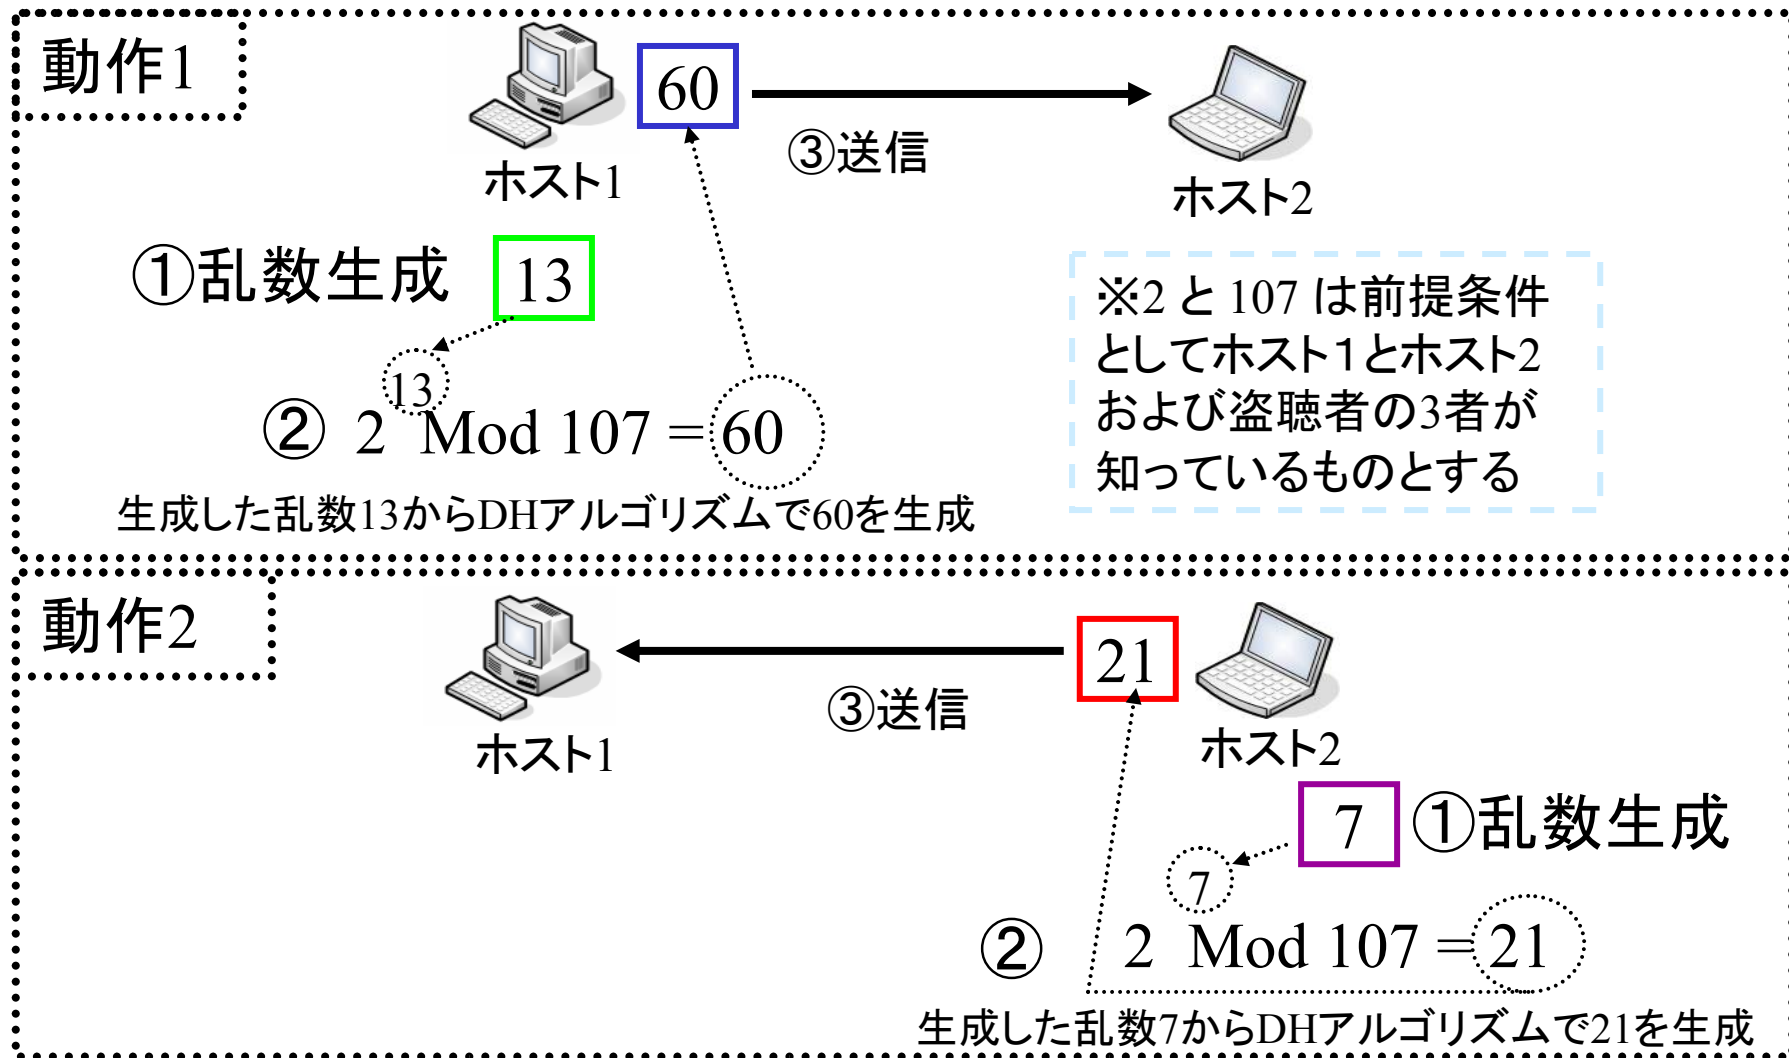 動作1
60
③送信
ホスト1
ホスト2
①乱数生成 13
※2 と 107 は前提条件
としてホスト１とホスト2
および盗聴者の3者が
知っているものとする
13
② 2 Mod 107 = 60
生成した乱数13からDHアルゴリズムで60を生成
動作2
21
③送信
ホスト1
ホスト2
7 ①乱数生成
7
② 2 Mod 107 = 21
生成した乱数7からDHアルゴリズムで21を生成